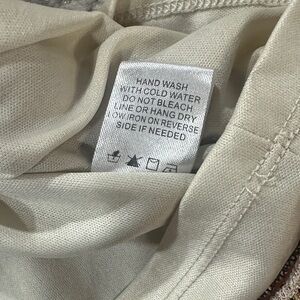 HAND WASH
WITH COLD WATER
DO NOT BLEACH
LINE OR HANG DRY
LOW IRON ON REVERSE
SIDE IF NEEDED